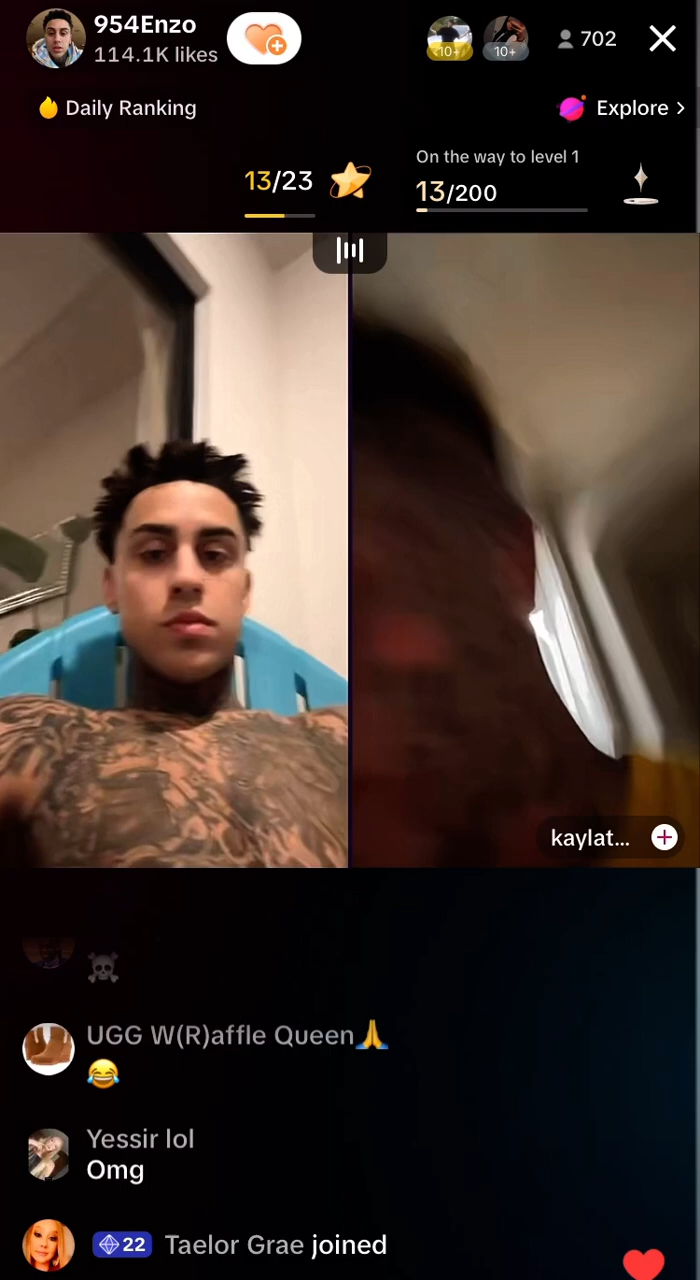 954Enzo
114.1K likes
10+
10+
702
Daily Ranking
Explore >
13/23
On the way to level 1
13/200
kaylat...
☠️
UGG W(R)affle Queen🙏
😂
Yessir lol
Omg
22 Taelor Grae joined